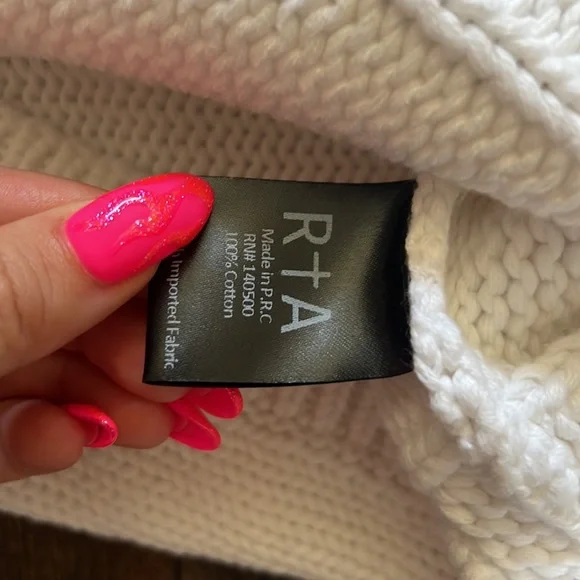 R+A
Made in P.R.C
RN# 140500
100% Cotton
Imported Fabric